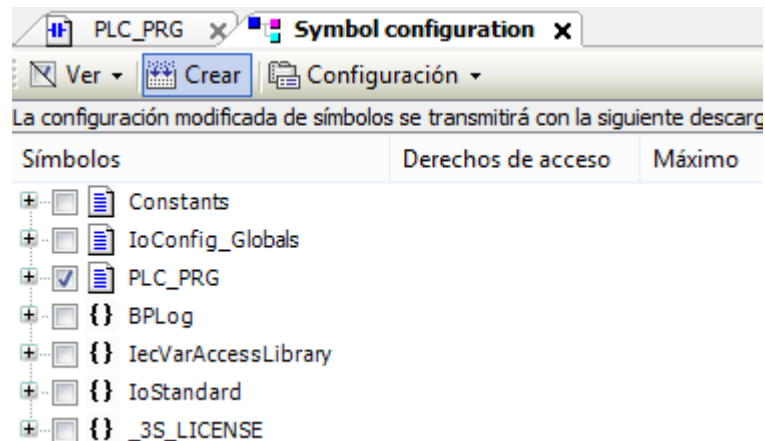 PLC_PRG Symbol configuration
Ver Crear Configuración
La configuración modificada de símbolos se transmitirá con la siguiente descarg
Símbolos Derechos de acceso Máximo
Constants
IoConfig_Globals
PLC_PRG
BPLog
IecVarAccessLibrary
IoStandard
_3S_LICENSE